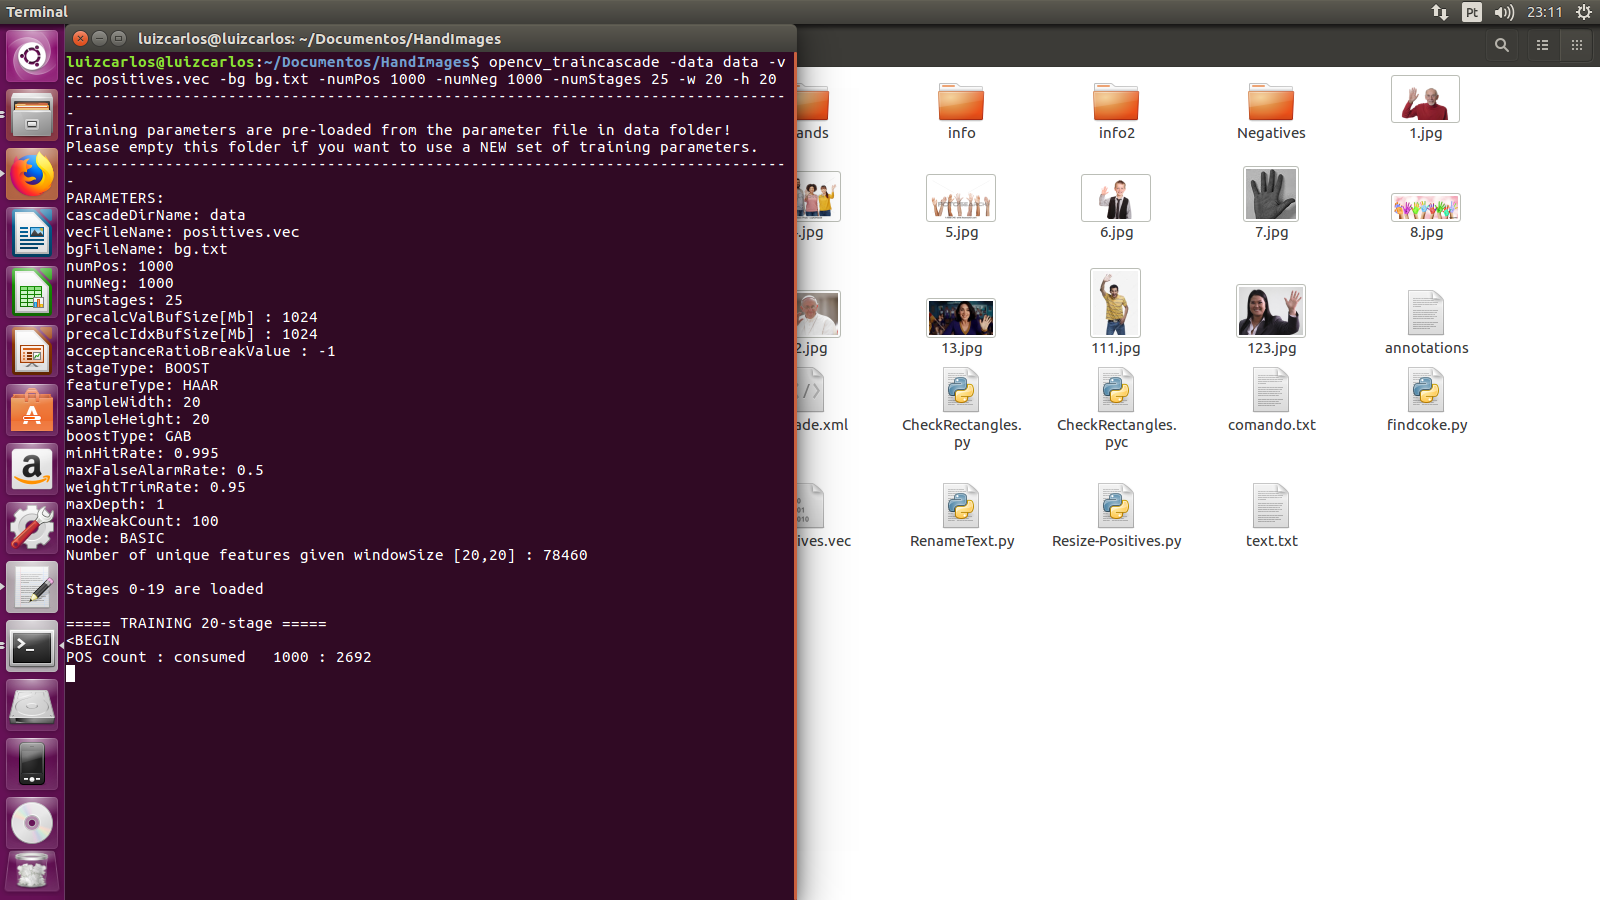 Terminal
Pt
23:11
luizcarlos@luizcarlos: ~/Documentos/HandImages
luizcarlos@luizcarlos:~/Documentos/HandImages$ opencv_traincascade -data data -v
ec positives.vec -bg bg.txt -numPos 1000 -numNeg 1000 -numStages 25 -w 20 -h 20
--------------------------------------------------------------------------------
-
Training parameters are pre-loaded from the parameter file in data folder!
Please empty this folder if you want to use a NEW set of training parameters.
--------------------------------------------------------------------------------
-
PARAMETERS:
cascadeDirName: data
vecFileName: positives.vec
bgFileName: bg.txt
numPos: 1000
numNeg: 1000
numStages: 25
precalcValBufSize[Mb] : 1024
precalcIdxBufSize[Mb] : 1024
acceptanceRatioBreakValue : -1
stageType: BOOST
featureType: HAAR
sampleWidth: 20
sampleHeight: 20
boostType: GAB
minHitRate: 0.995
maxFalseAlarmRate: 0.5
weightTrimRate: 0.95
maxDepth: 1
maxWeakCount: 100
mode: BASIC
Number of unique features given windowSize [20,20] : 78460
Stages 0-19 are loaded
===== TRAINING 20-stage =====
<BEGIN
POS count : consumed   1000 : 2692
ands
info
info2
Negatives
1.jpg
.jpg
5.jpg
6.jpg
7.jpg
8.jpg
2.jpg
13.jpg
111.jpg
123.jpg
annotations
ade.xml
CheckRectangles.
py
CheckRectangles.
pyc
comando.txt
findcoke.py
ives.vec
RenameText.py
Resize-Positives.py
text.txt